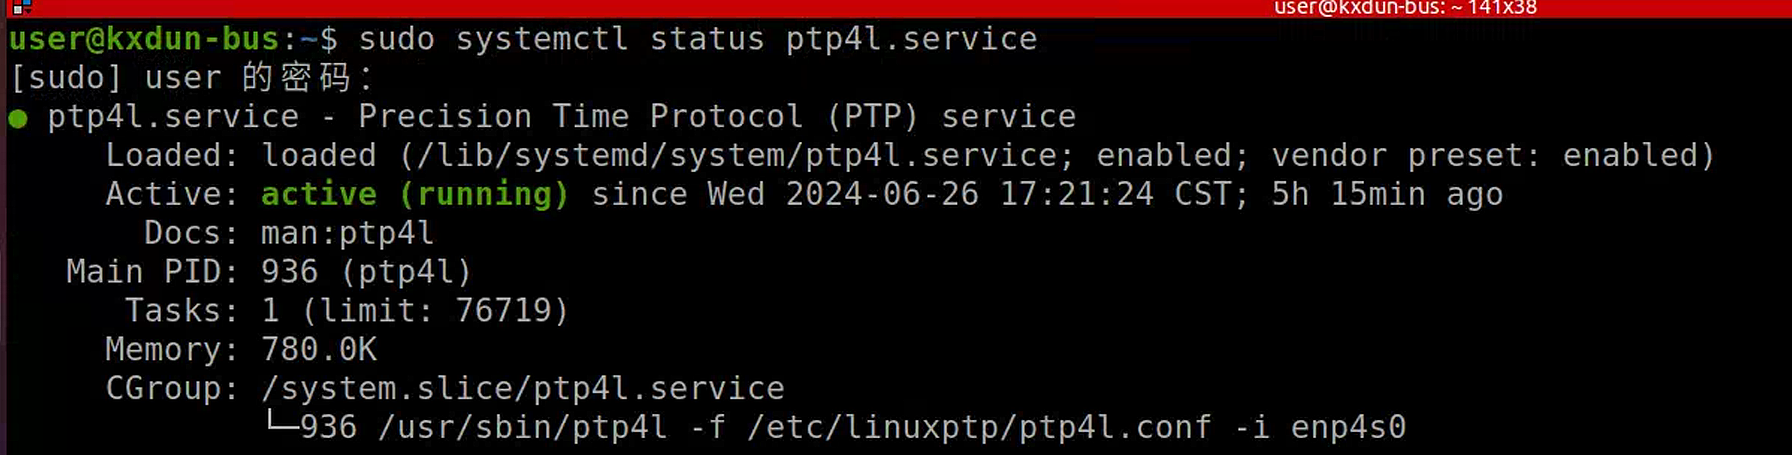 user@kxdun-bus: ~ 141x38
user@kxdun-bus:~$ sudo systemctl status ptp4l.service
[sudo] user 的密码：
● ptp4l.service - Precision Time Protocol (PTP) service
Loaded: loaded (/lib/systemd/system/ptp4l.service; enabled; vendor preset: enabled)
Active: active (running) since Wed 2024-06-26 17:21:24 CST; 5h 15min ago
Docs: man:ptp4l
Main PID: 936 (ptp4l)
Tasks: 1 (limit: 76719)
Memory: 780.0K
CGroup: /system.slice/ptp4l.service
└─936 /usr/sbin/ptp4l -f /etc/linuxptp/ptp4l.conf -i enp4s0